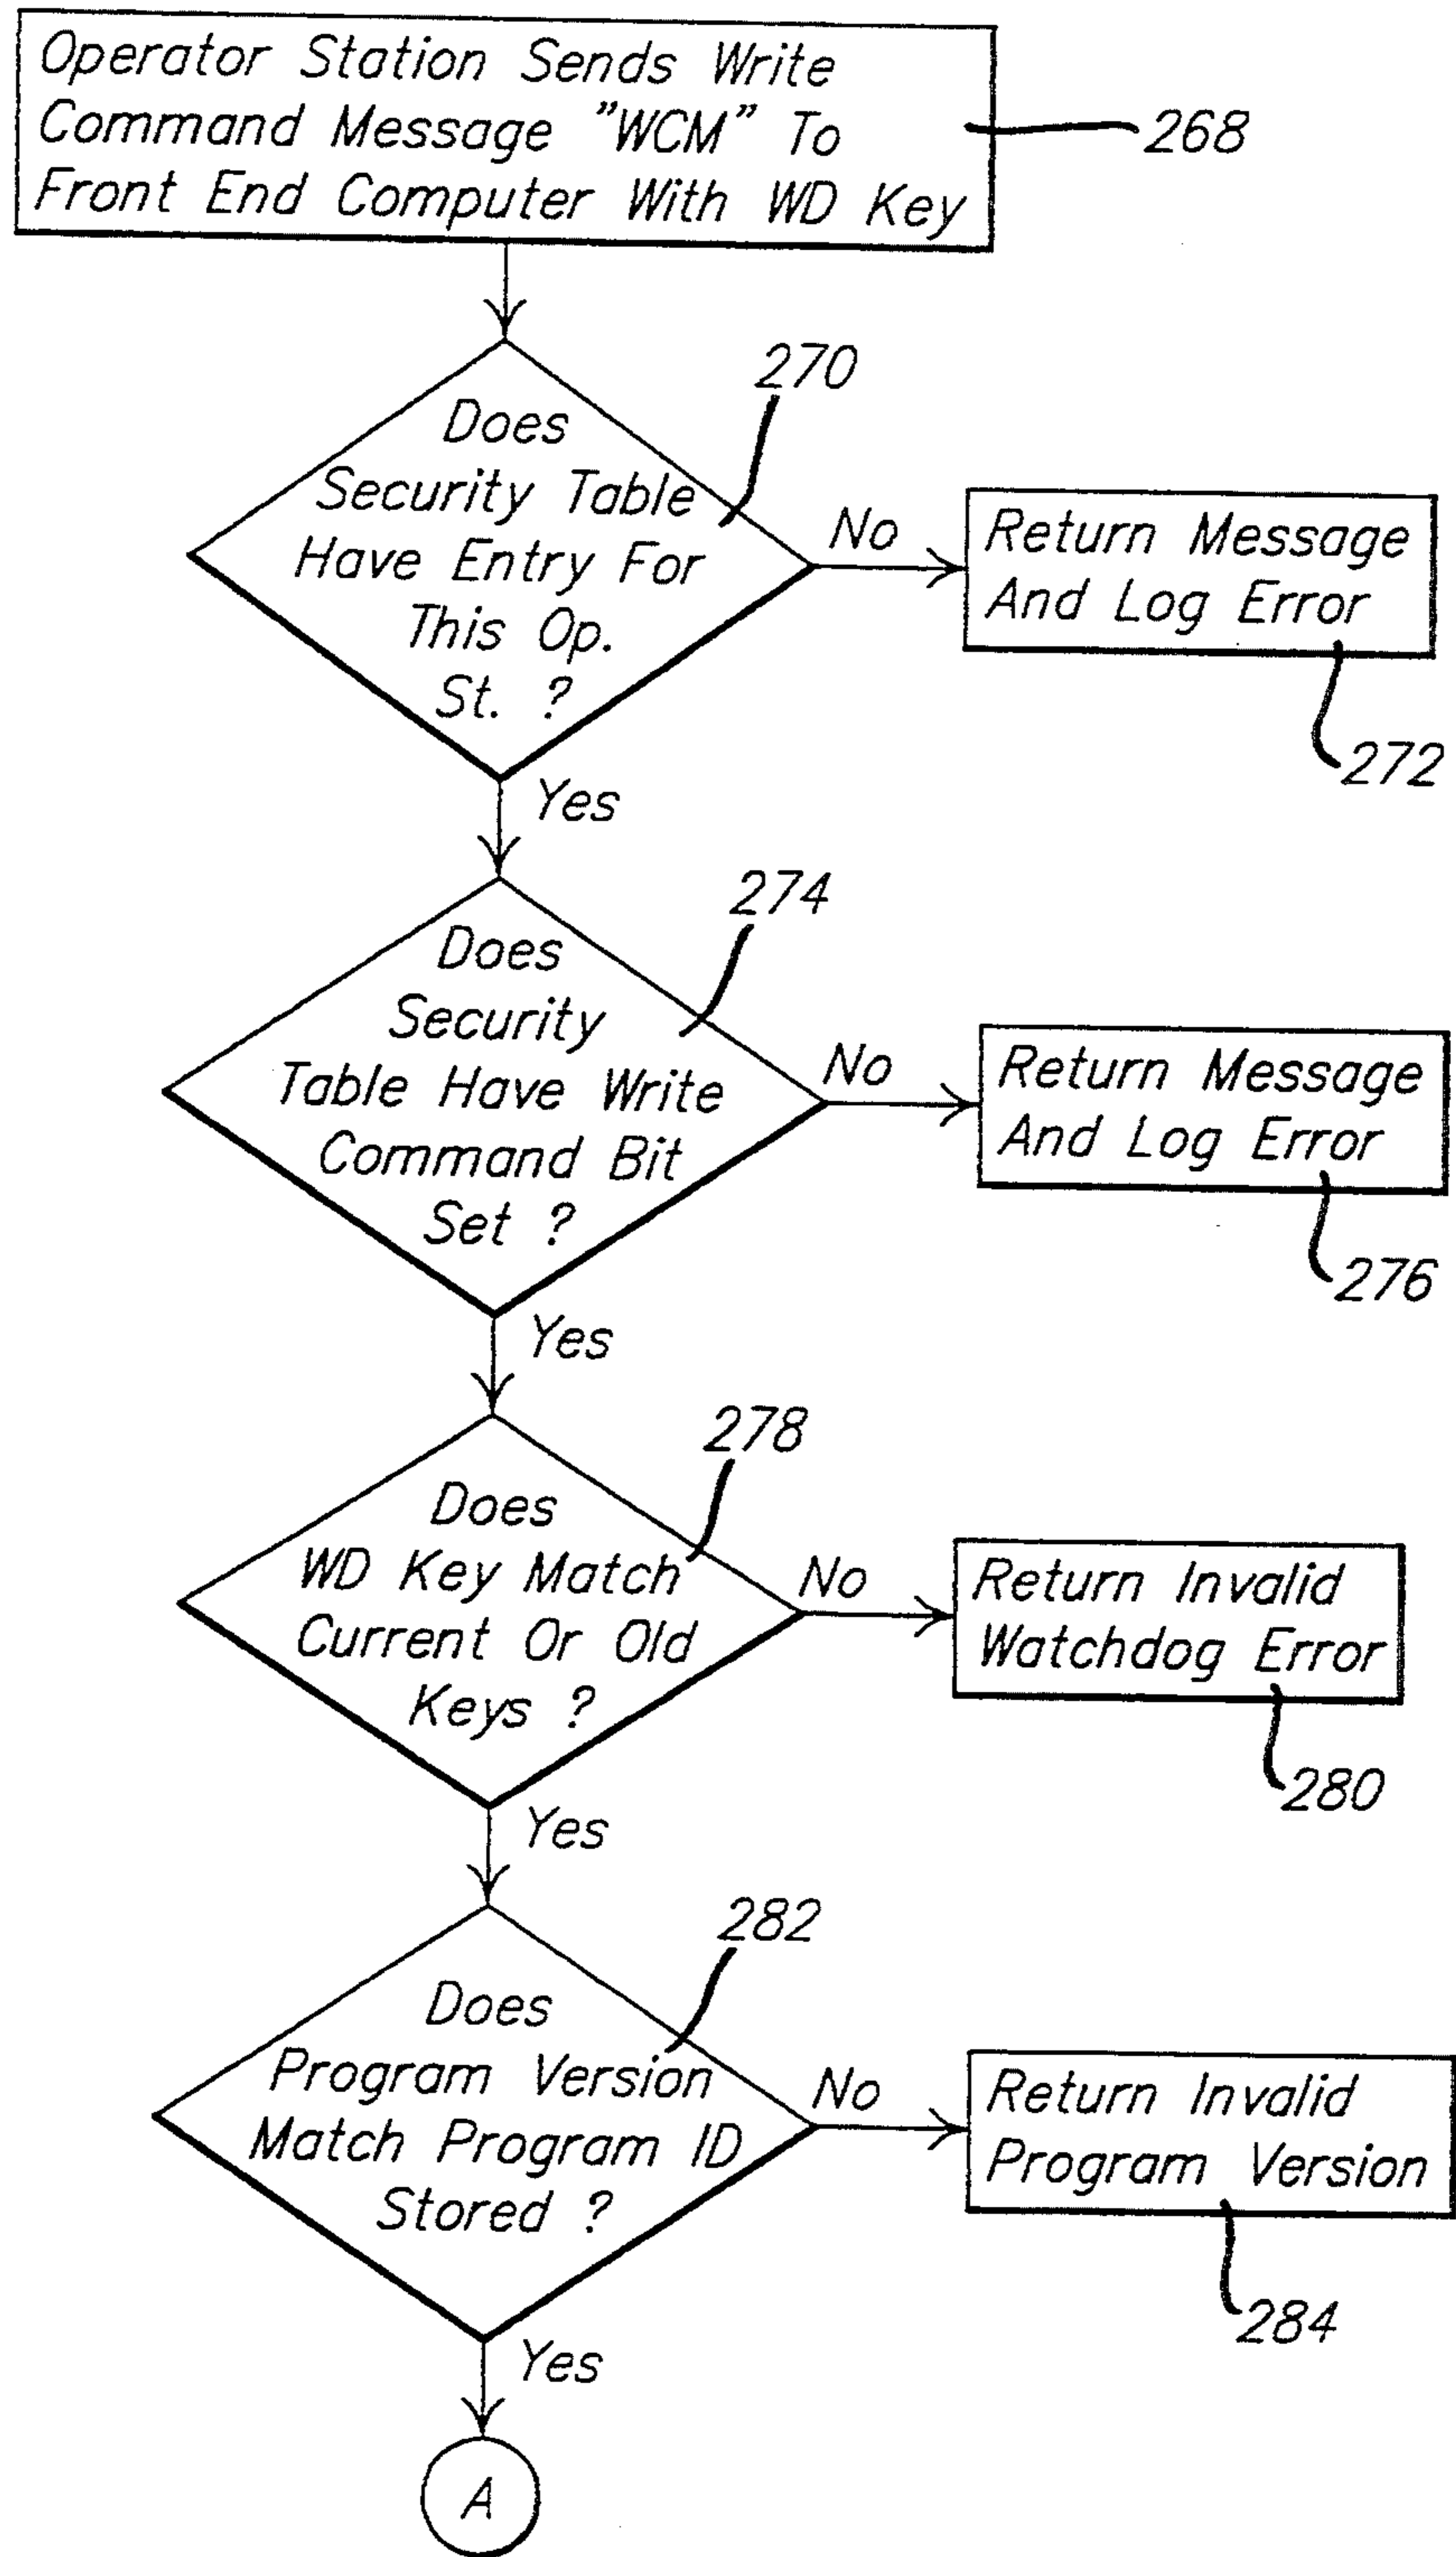 Operator Station Sends Write
Command Message "WCM" To
Front End Computer With WD Key
268
270
Does
Security Table
Have Entry For
This Op.
St. ?
No
Return Message
And Log Error
272
Yes
274
Does
Security
Table Have Write
Command Bit
Set ?
No
Return Message
And Log Error
276
Yes
278
Does
WD Key Match
Current Or Old
Keys ?
No
Return Invalid
Watchdog Error
280
Yes
282
Does
Program Version
Match Program ID
Stored ?
No
Return Invalid
Program Version
284
Yes
A